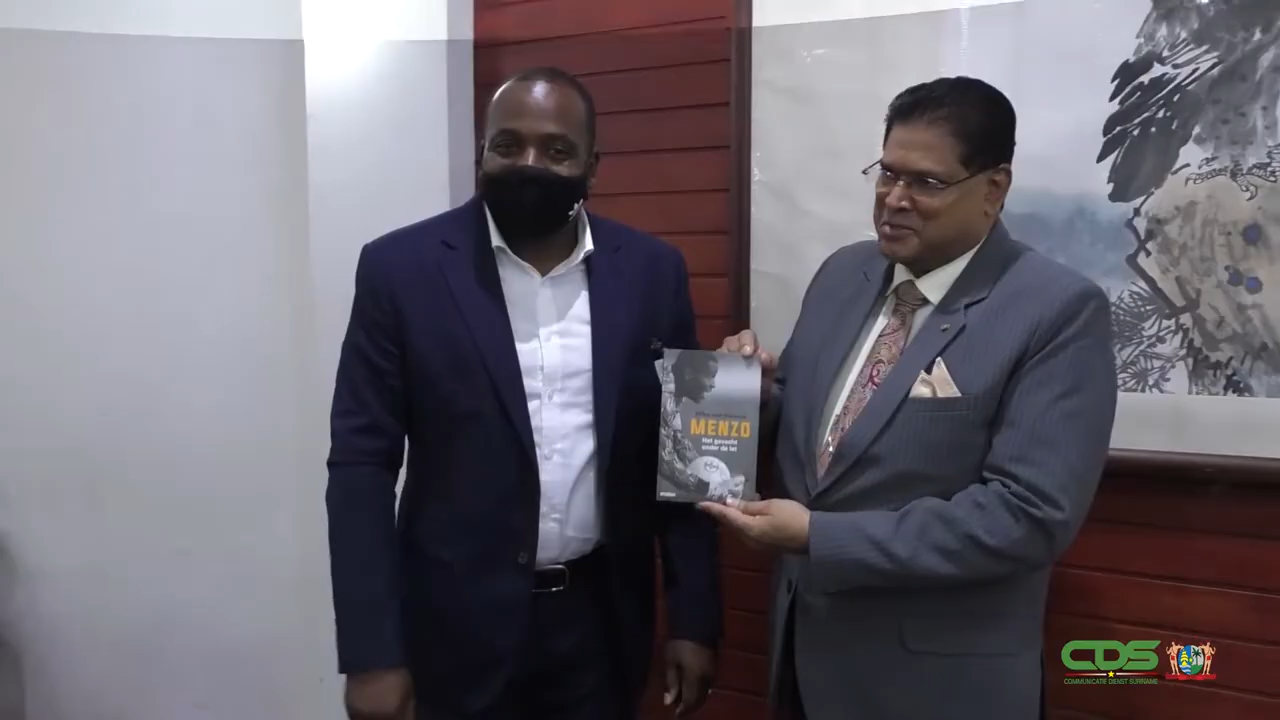 MENZO
Het gevecht
onder de lat
CDS
COMMUNICATIE DIENST SURINAME